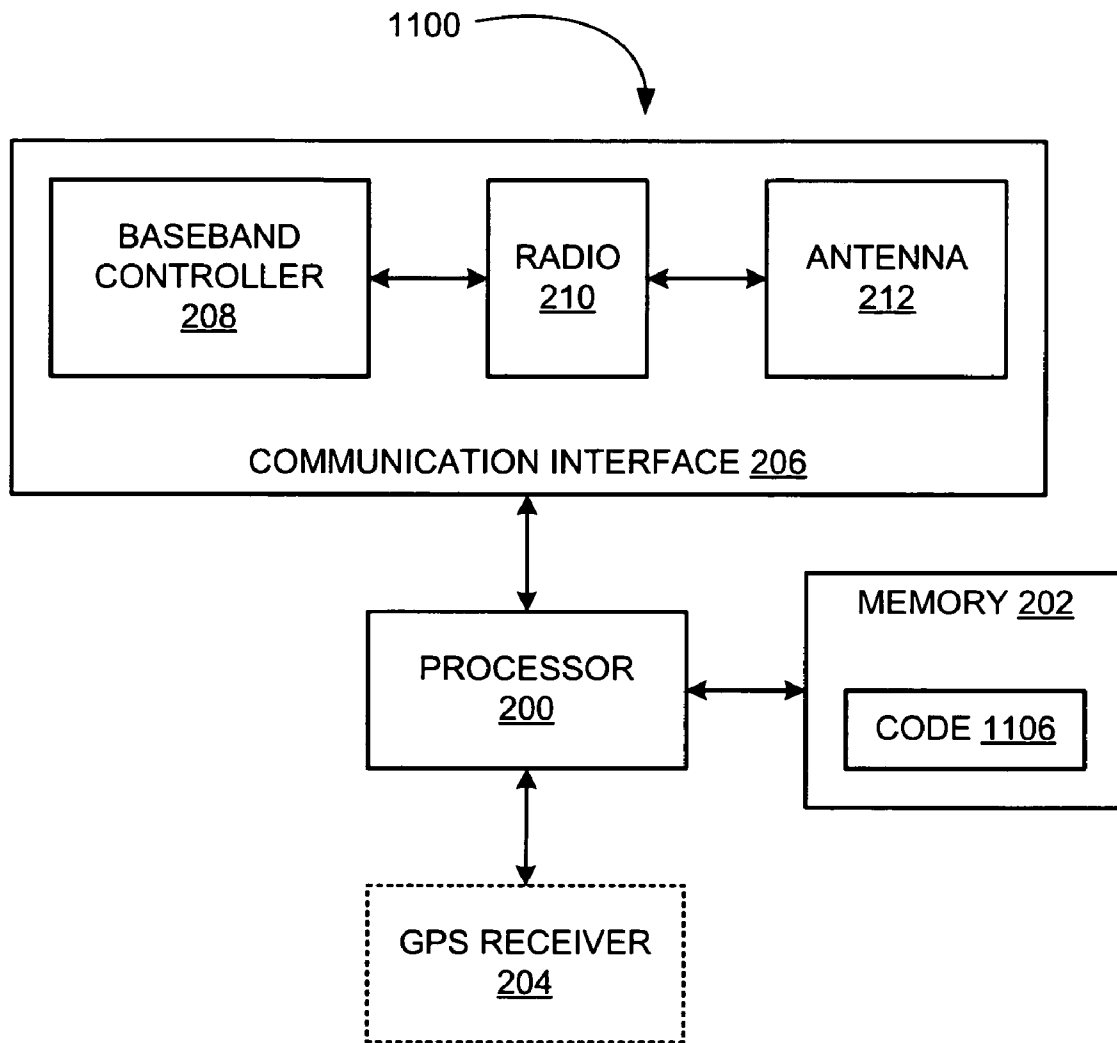 1100
BASEBAND
CONTROLLER
208
RADIO
210
ANTENNA
212
COMMUNICATION INTERFACE 206
PROCESSOR
200
MEMORY 202
CODE 1106
GPS RECEIVER
204